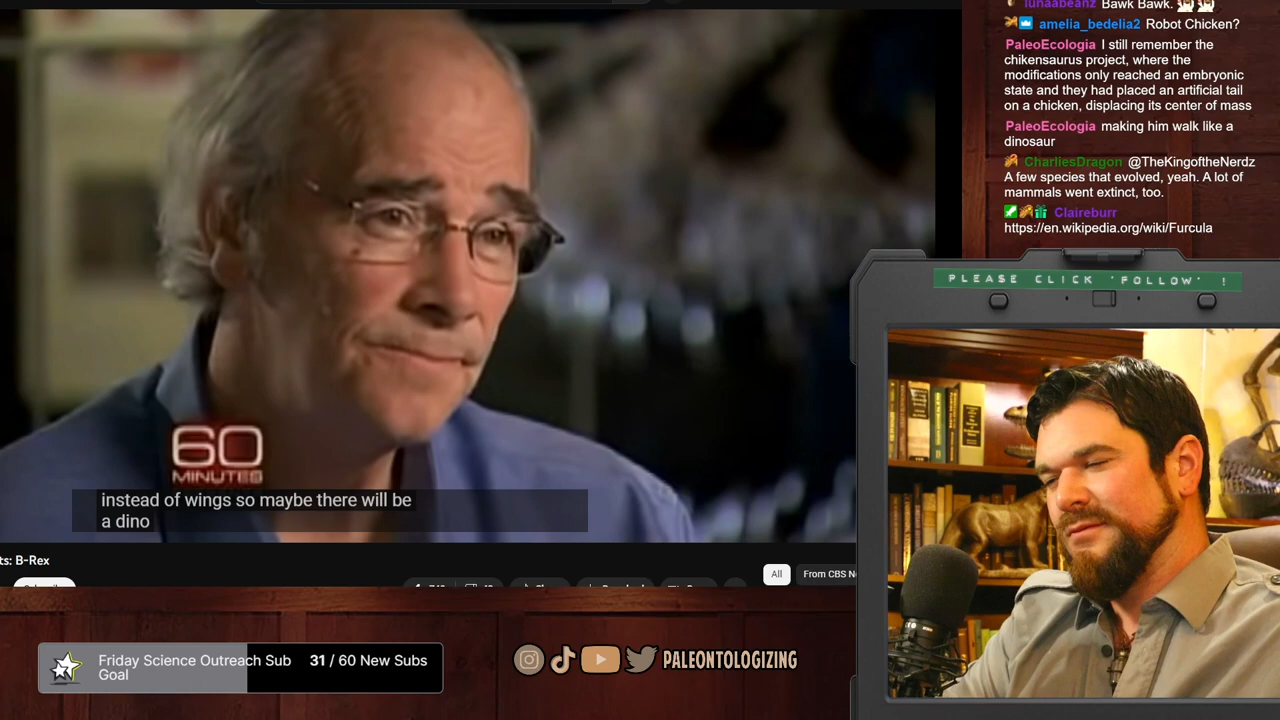 lunaabeanz Bawk Bawk.
amelia_bedelia2 Robot Chicken?
PaleoEcologia I still remember the
chikensaurus project, where the
modifications only reached an embryonic
state and they had placed an artificial tail
on a chicken, displacing its center of mass
PaleoEcologia making him walk like a
dinosaur
CharliesDragon @TheKingoftheNerdz
A few species that evolved, yeah. A lot of
mammals went extinct, too.
Claireburr
https://en.wikipedia.org/wiki/Furcula
PLEASE CLICK 'FOLLOW' !
60
MINUTES
instead of wings so maybe there will be
a dino
ts: B-Rex
All
From CBS Ne
Friday Science Outreach Sub
Goal
31 / 60 New Subs
PALEONTOLOGIZING